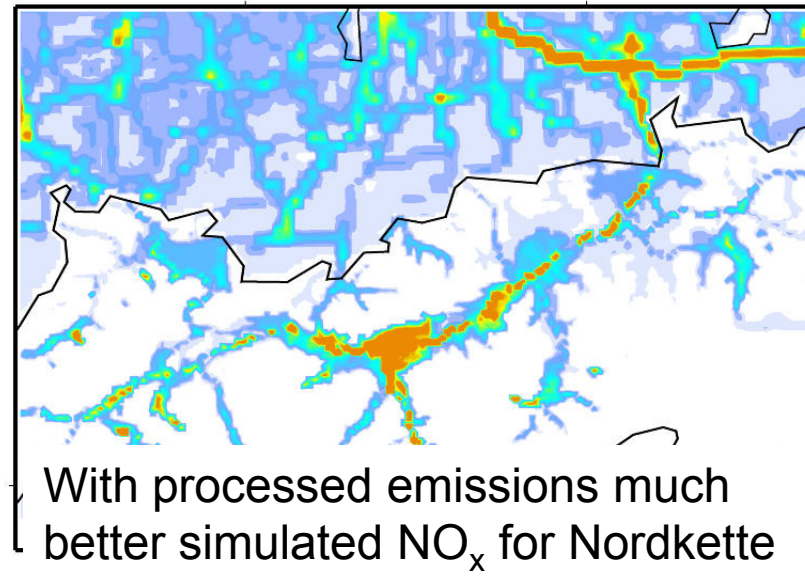 With processed emissions much
better simulated NOₓ for Nordkette